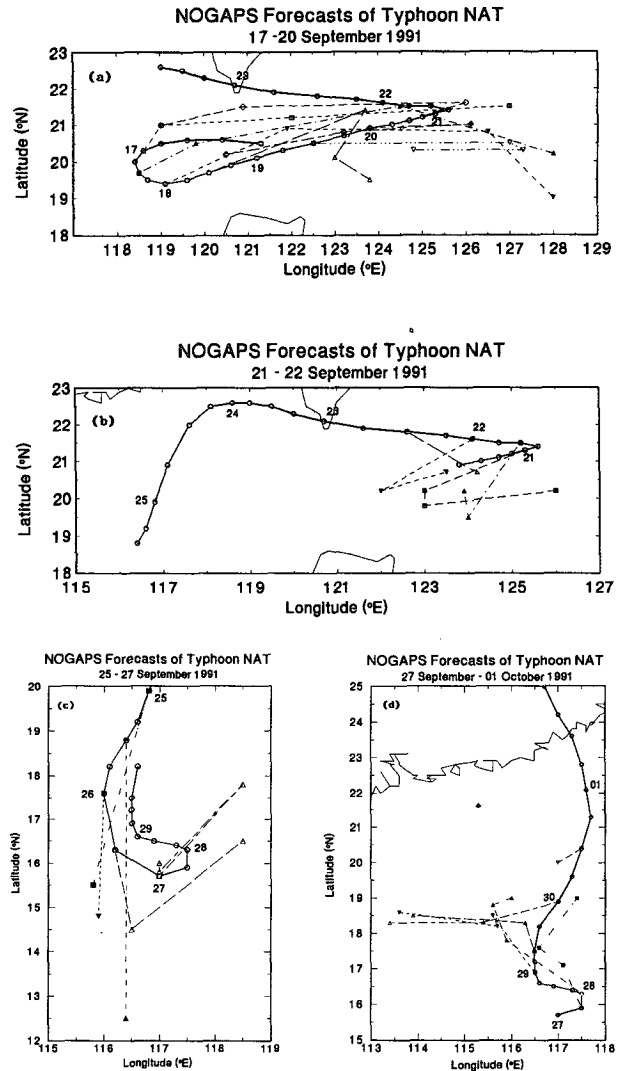 NOGAPS Forecasts of Typhoon NAT
17 -20 September 1991
(a)
23
22
21
20
19
18
17
Latitude (°N)
23
22
21
20
19
18
118 119 120 121 122 123 124 125 126 127 128 129
Longitude (°E)
NOGAPS Forecasts of Typhoon NAT
21 - 22 September 1991
(b)
24
23
22
21
25
Latitude (°N)
23
22
21
20
19
18
115 117 119 121 123 125 127
Longitude (°E)
NOGAPS Forecasts of Typhoon NAT
25 - 27 September 1991
(c)
25
26
29
28
27
Latitude (°N)
20
19
18
17
16
15
14
13
12
115 116 117 118 119
Longitude (°E)
NOGAPS Forecasts of Typhoon NAT
27 September - 01 October 1991
(d)
01
30
29
28
27
Latitude (°N)
25
24
23
22
21
20
19
18
17
16
15
113 114 115 116 117 118
Longitude (°E)